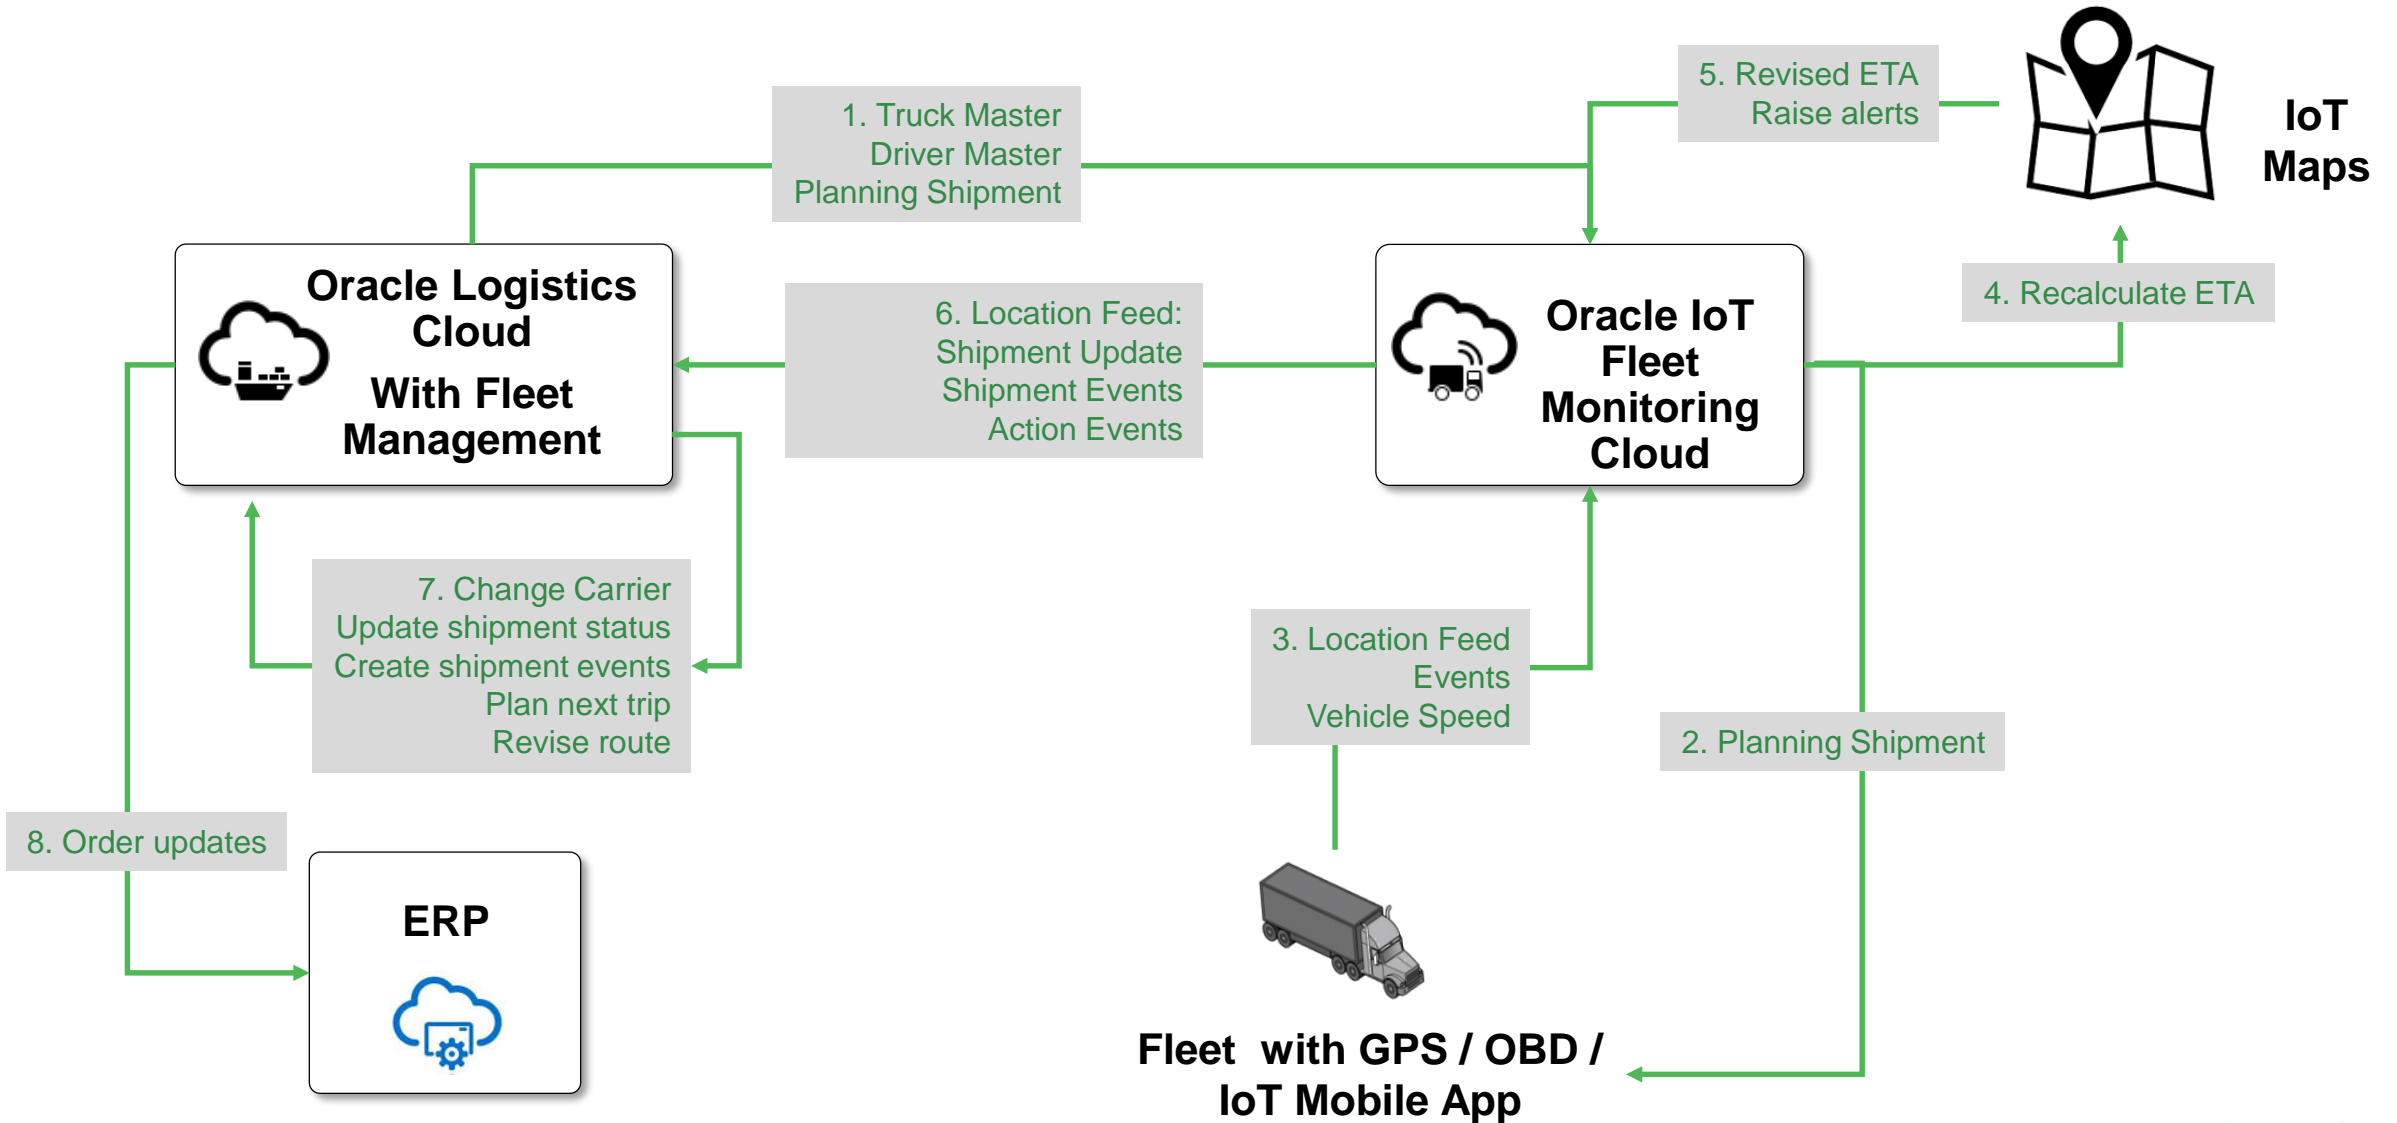 5. Revised ETA
Raise alerts
IoT
Maps
1. Truck Master
Driver Master
Planning Shipment
Oracle Logistics
Cloud
With Fleet
Management
6. Location Feed:
Shipment Update
Shipment Events
Action Events
Oracle IoT
Fleet
Monitoring
Cloud
4. Recalculate ETA
7. Change Carrier
Update shipment status
Create shipment events
Plan next trip
Revise route
3. Location Feed
Events
Vehicle Speed
2. Planning Shipment
8. Order updates
ERP
Fleet with GPS / OBD /
IoT Mobile App